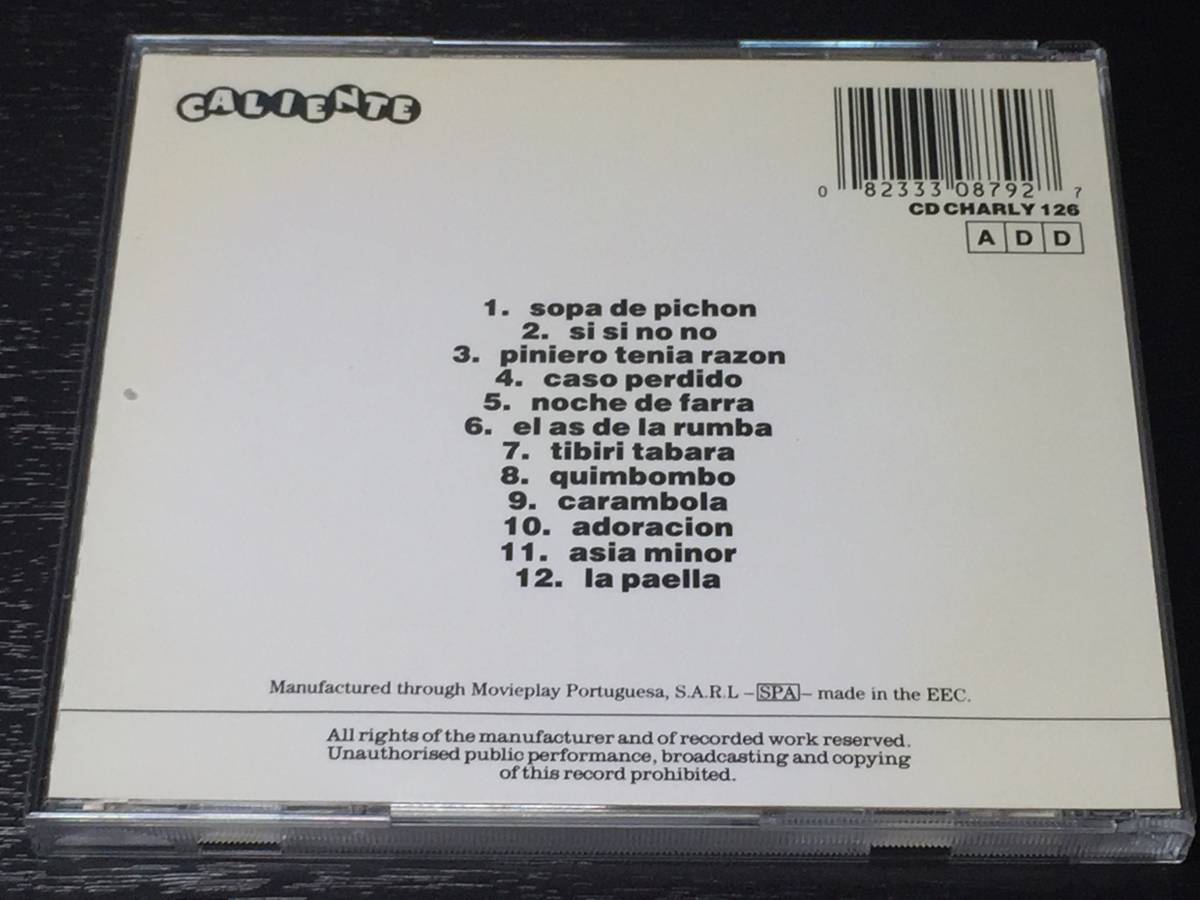 CALIENTE
0 82333 08792 7
CD CHARLY 126
A D D
1. sopa de pichon
2. si si no no
3. piniero tenia razon
4. caso perdido
5. noche de farra
6. el as de la rumba
7. tibiri tabara
8. quimbombo
9. carambola
10. adoracion
11. asia minor
12. la paella
Manufactured through Movieplay Portuguesa, S.A.R.L – SPA – made in the EEC.
All rights of the manufacturer and of recorded work reserved.
Unauthorised public performance, broadcasting and copying
of this record prohibited.